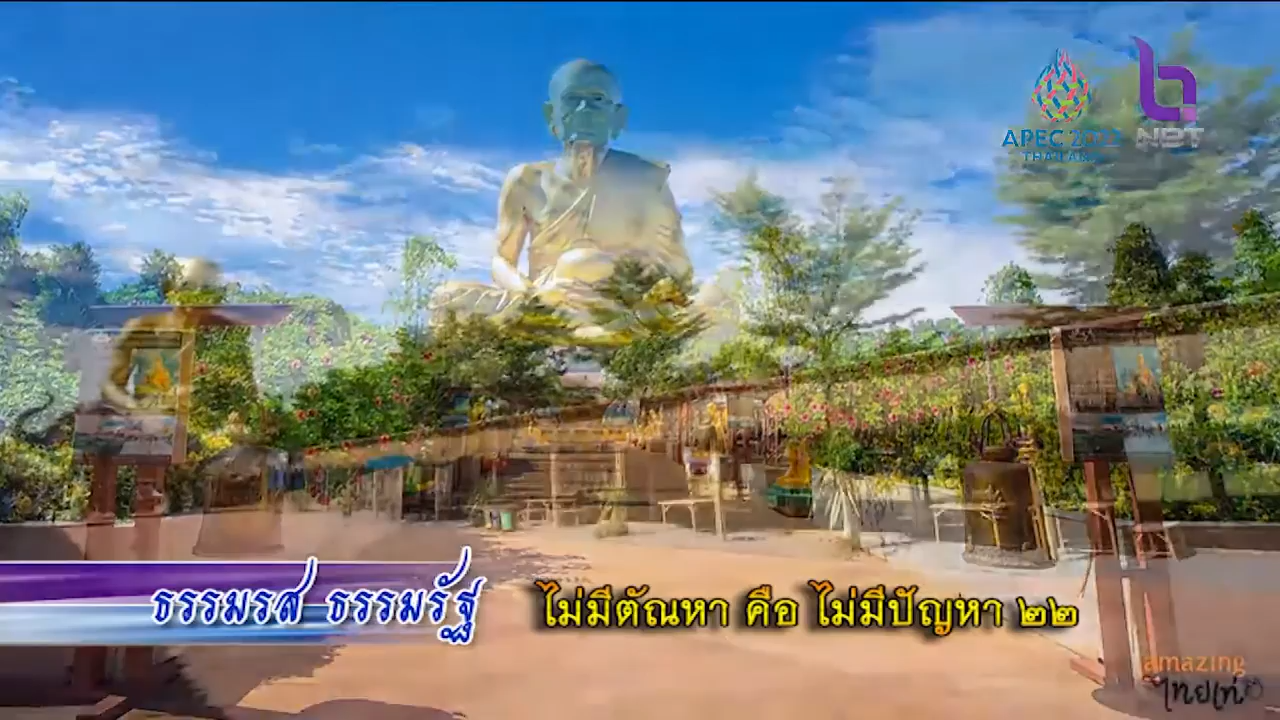 APEC 2022
THAILAND
NBT
ธรรมรส ธรรมรัฐ
ไม่มีตัณหา คือ ไม่มีปัญหา ๒๒
amazing
ไทยเท่